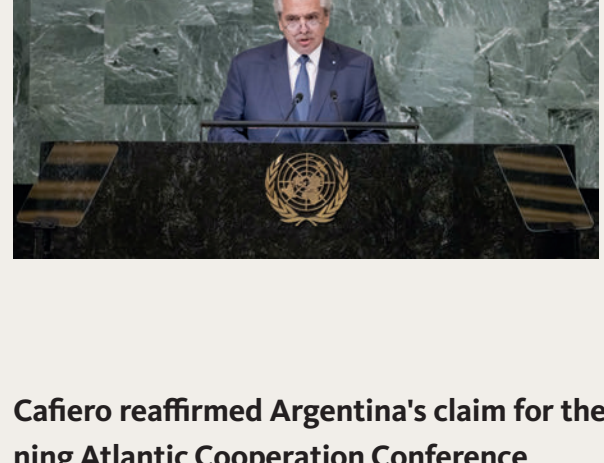 Cafiero reaffirmed Argentina's claim for the
ning Atlantic Cooperation Conference